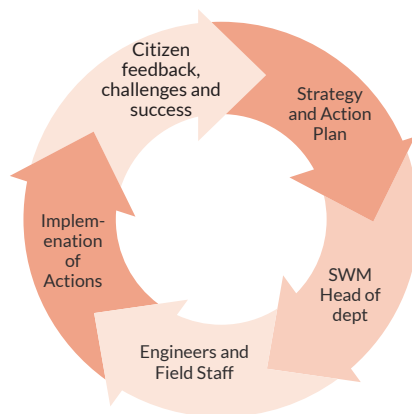 Citizen
feedback,
challenges and
success
Strategy
and Action
Plan
SWM
Head of
dept
Engineers and
Field Staff
Implem-
enation
of
Actions